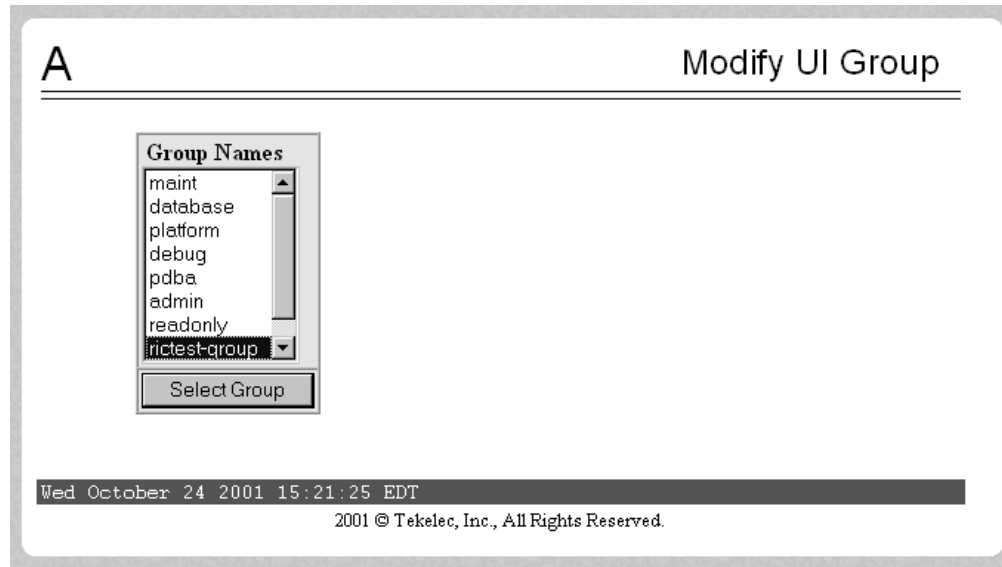 A
Modify UI Group
Group Names
maint
database
platform
debug
pdba
admin
readonly
rictest-group
Select Group
Wed October 24 2001 15:21:25 EDT
2001 © Tekelec, Inc., All Rights Reserved.